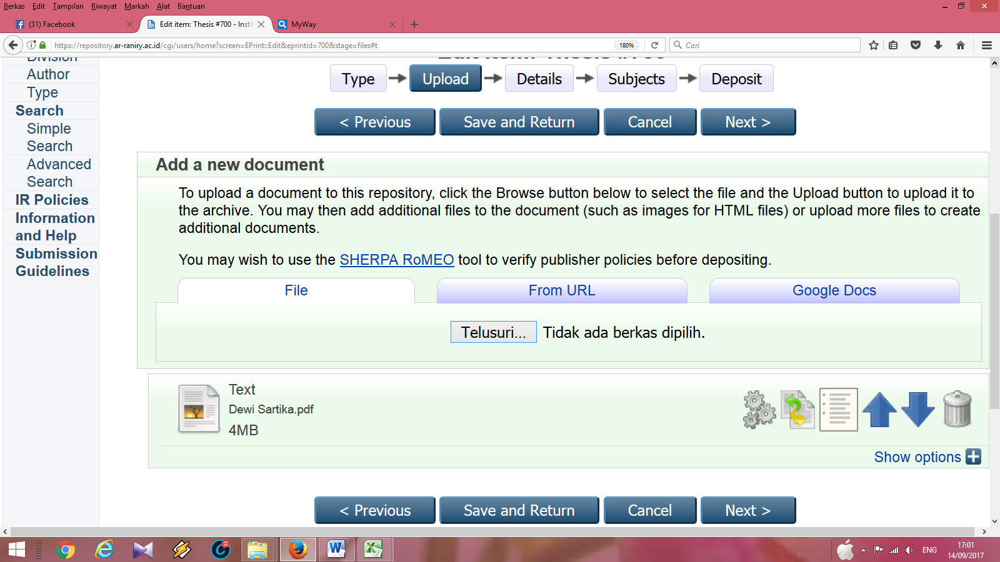 Berkas Edit Tampilan Riwayat Markah Alat Bantuan
(31) Facebook
Edit item: Thesis #700 - Insti
MyWay
https://repository.ar-raniry.ac.id/cgi/users/home?screen=EPrint::Edit&eprintid=700&stage=files#t
180%
Cari
Division
Author
Type
Search
Simple
Search
Advanced
Search
IR Policies
Information
and Help
Submission
Guidelines
Edit item: Thesis #700
Type Upload Details Subjects Deposit
< Previous Save and Return Cancel Next >
Add a new document
To upload a document to this repository, click the Browse button below to select the file and the Upload button to upload it to
the archive. You may then add additional files to the document (such as images for HTML files) or upload more files to create
additional documents.
You may wish to use the SHERPA RoMEO tool to verify publisher policies before depositing.
File From URL Google Docs
Telusuri... Tidak ada berkas dipilih.
Text
Dewi Sartika.pdf
4MB
Show options
< Previous Save and Return Cancel Next >
ENG
17:01
14/09/2017